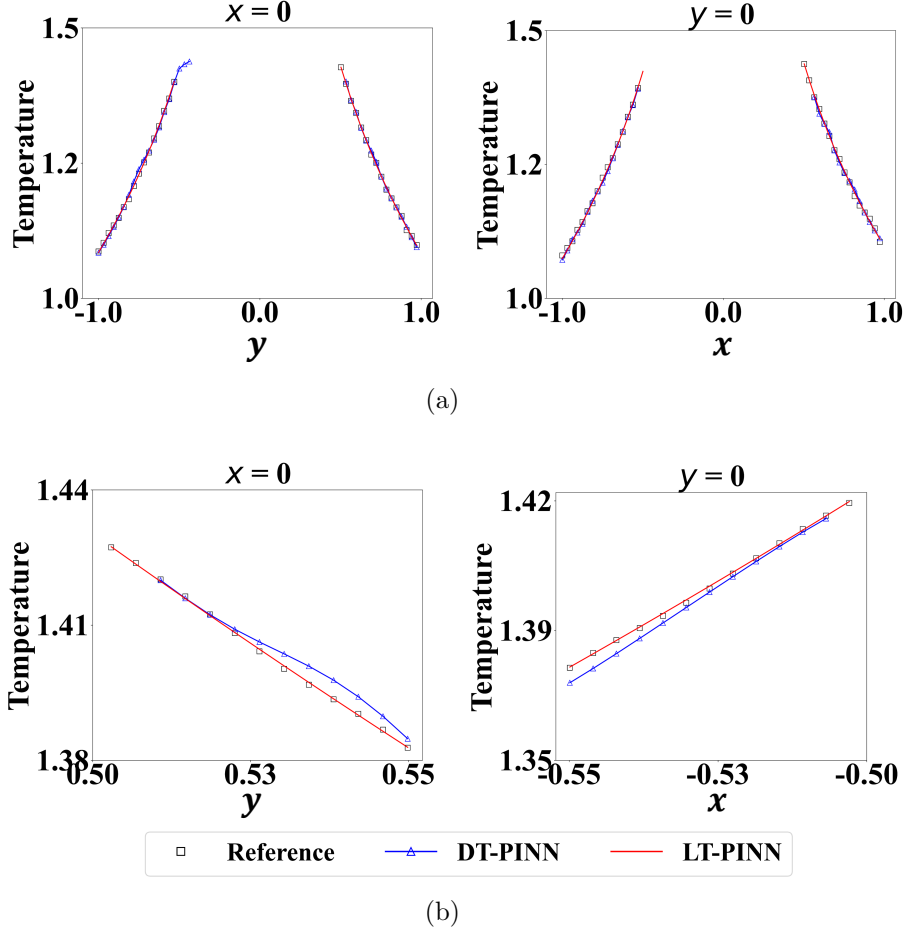 x = 0
y = 0
1.5
1.2
1.0
Temperature
-1.0
0.0
1.0
y
1.5
1.2
1.0
Temperature
-1.0
0.0
1.0
x
(a)
x = 0
y = 0
1.44
1.41
1.38
Temperature
0.50
0.53
0.55
y
1.42
1.39
1.35
Temperature
-0.55
-0.53
-0.50
x
Reference DT-PINN LT-PINN
(b)